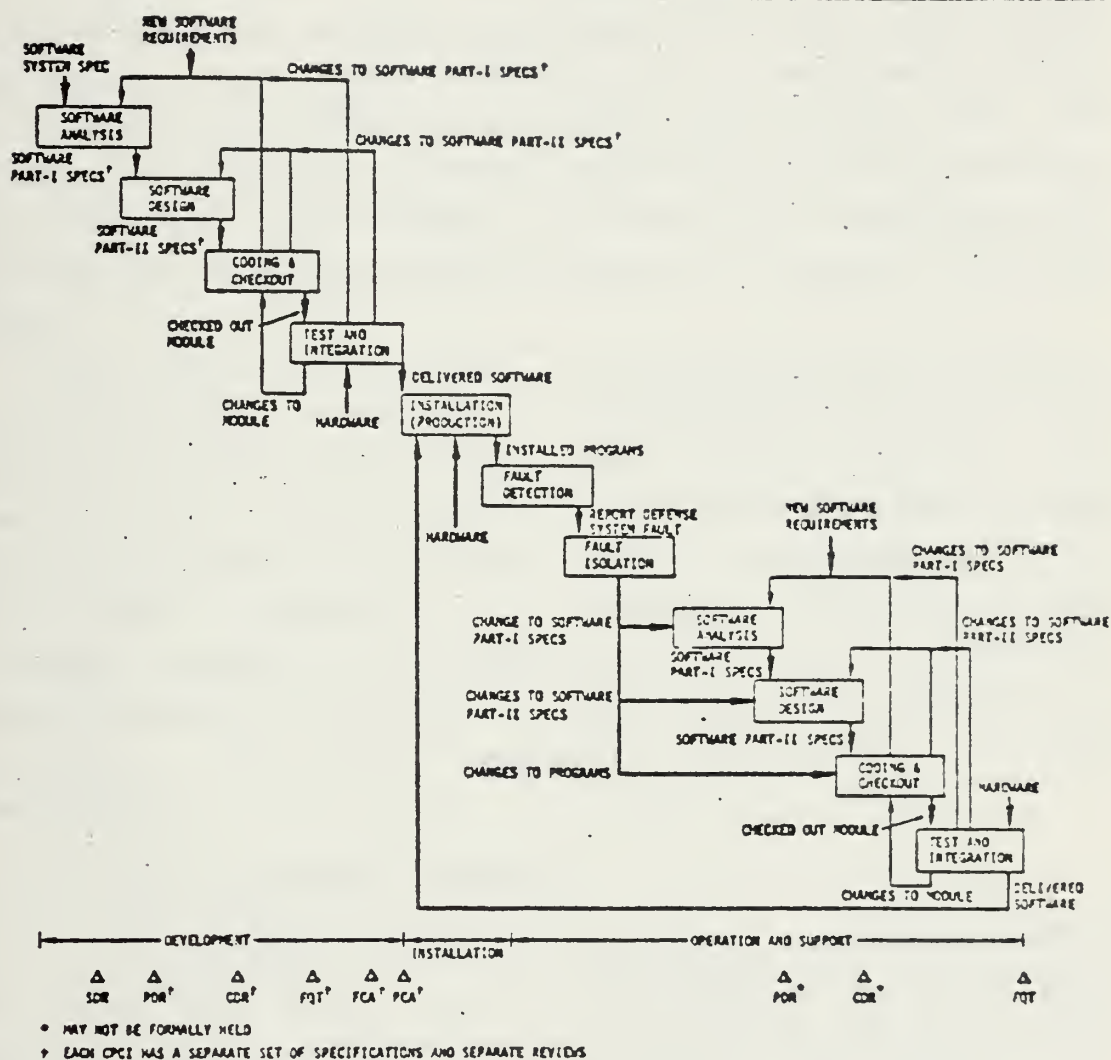 NEW SOFTWARE
REQUIREMENTS
SOFTWARE
SYSTEM SPEC
CHANGES TO SOFTWARE PART-I SPECS†
SOFTWARE
ANALYSIS
CHANGES TO SOFTWARE PART-II SPECS†
SOFTWARE
PART-I SPECS†
SOFTWARE
DESIGN
SOFTWARE
PART-II SPECS†
CODING &
CHECKOUT
CHECKED OUT
MODULE
TEST AND
INTEGRATION
DELIVERED SOFTWARE
CHANGES TO
MODULE
HARDWARE
INSTALLATION
(PRODUCTION)
INSTALLED PROGRAMS
FAULT
DETECTION
HARDWARE
REPORT DEFENSE
SYSTEM FAULT
FAULT
ISOLATION
NEW SOFTWARE
REQUIREMENTS
CHANGES TO SOFTWARE
PART-I SPECS
CHANGE TO SOFTWARE
PART-I SPECS
SOFTWARE
ANALYSIS
CHANGES TO SOFTWARE
PART-II SPECS
SOFTWARE
PART-I SPECS
CHANGES TO SOFTWARE
PART-II SPECS
SOFTWARE
DESIGN
SOFTWARE PART-II SPECS
CHANGES TO PROGRAMS
CODING &
CHECKOUT
HARDWARE
CHECKED OUT MODULE
TEST AND
INTEGRATION
CHANGES TO MODULE
DELIVERED
SOFTWARE
DEVELOPMENT
INSTALLATION
OPERATION AND SUPPORT
SDR
PDR†
CDR†
FQT†
FCA†
PCA†
PDR*
CDR*
FQT
* MAY NOT BE FORMALLY HELD
† EACH CPCI HAS A SEPARATE SET OF SPECIFICATIONS AND SEPARATE REVIEWS